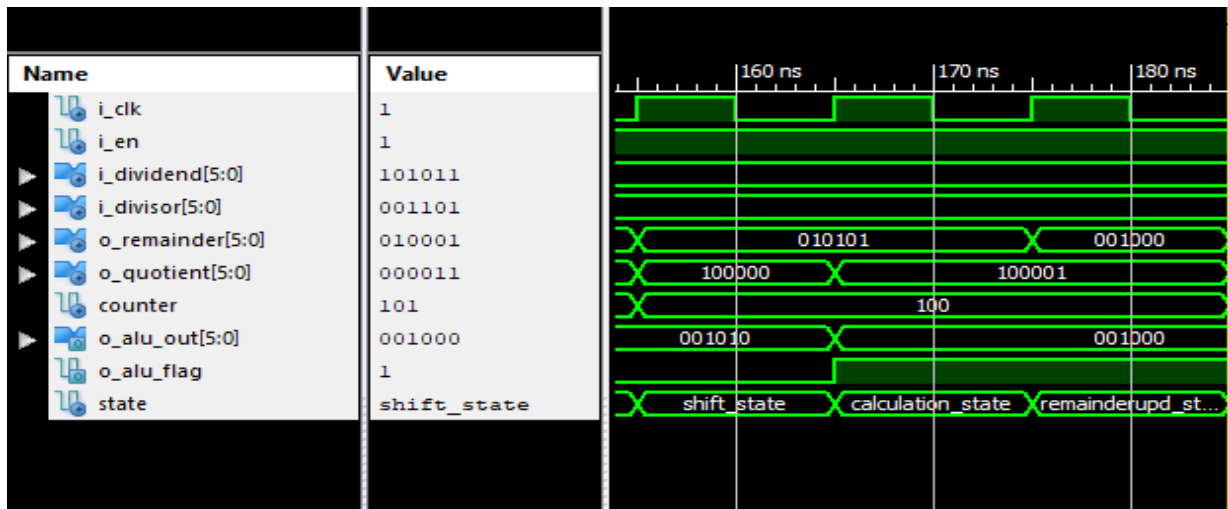 Name Value 160 ns 170 ns 180 ns
i_clk 1
i_en 1
i_dividend[5:0] 101011
i_divisor[5:0] 001101
o_remainder[5:0] 010001 010101 001000
o_quotient[5:0] 000011 100000 100001
counter 101 100
o_alu_out[5:0] 001000 001010 001000
o_alu_flag 1
state shift_state shift_state calculation_state remainderupd_st...